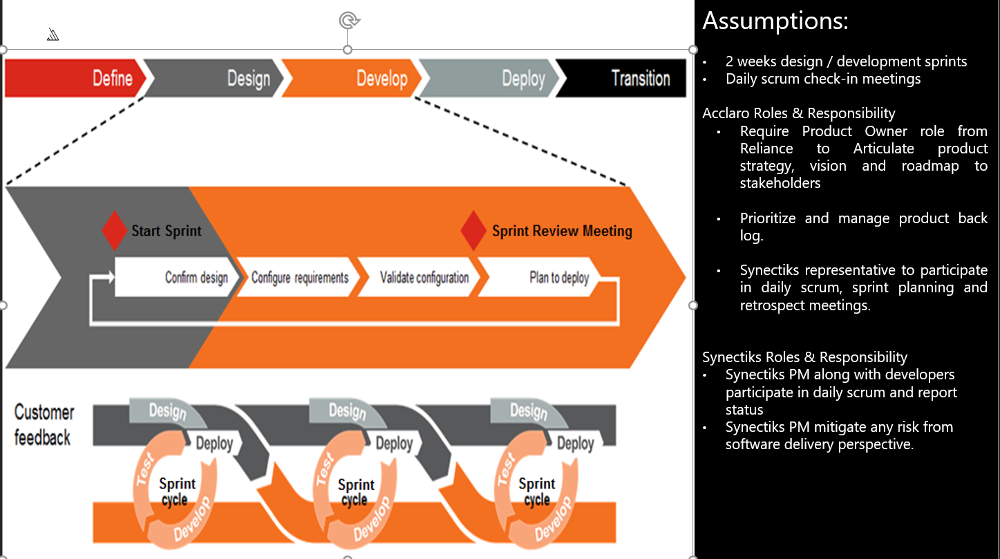 Define
Design
Develop
Deploy
Transition
Start Sprint
Sprint Review Meeting
Confirm design
Configure requirements
Validate configuration
Plan to deploy
Customer
feedback
Design
Deploy
Test
Sprint
cycle
Develop
Design
Deploy
Test
Sprint
cycle
Develop
Design
Deploy
Test
Sprint
cycle
Develop
Assumptions:
• 2 weeks design / development sprints
• Daily scrum check-in meetings
Acclaro Roles & Responsibility
• Require Product Owner role from
Reliance to Articulate product
strategy, vision and roadmap to
stakeholders
• Prioritize and manage product back
log.
• Synectiks representative to participate
in daily scrum, sprint planning and
retrospect meetings.
Synectiks Roles & Responsibility
• Synectiks PM along with developers
participate in daily scrum and report
status
• Synectiks PM mitigate any risk from
software delivery perspective.